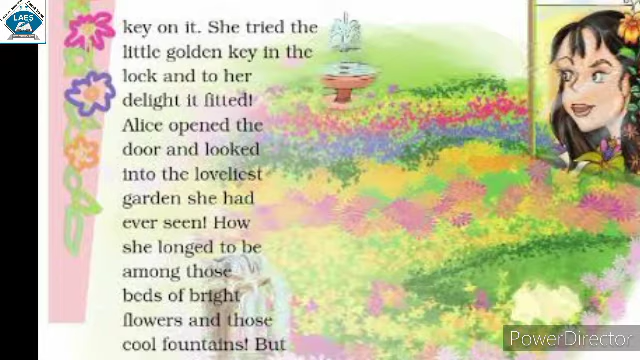 LAES
key on it. She tried the
little golden key in the
lock and to her
delight it fitted!
Alice opened the
door and looked
into the loveliest
garden she had
ever seen! How
she longed to be
among those
beds of bright
flowers and those
cool fountains! But
PowerDirector